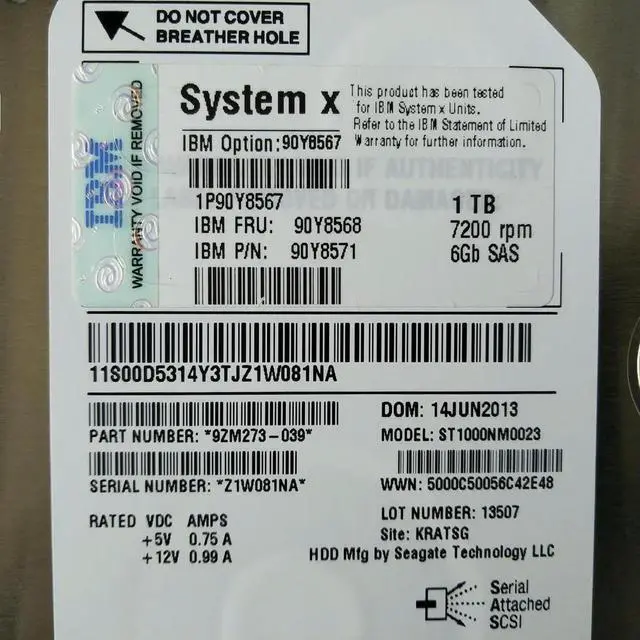 DO NOT COVER
BREATHER HOLE
IBM
WARRANTY VOID IF REMOVED
System x
This product has been tested
for IBM System x Units.
Refer to the IBM Statement of Limited
Warranty for further information.
IBM Option:90Y8567
IF AUTHENTICITY
1P90Y8567
IBM FRU: 90Y8568
IBM P/N: 90Y8571
1 TB
7200 rpm
6Gb SAS
11S00D5314Y3TJZ1W081NA
PART NUMBER: *9ZM273-039*
SERIAL NUMBER: *Z1W081NA*
DOM: 14JUN2013
MODEL: ST1000NM0023
WWN: 5000C50056C42E48
RATED VDC AMPS
+5V 0.75 A
+12V 0.99 A
LOT NUMBER: 13507
Site: KRATSG
HDD Mfg by Seagate Technology LLC
Serial
Attached
SCSI